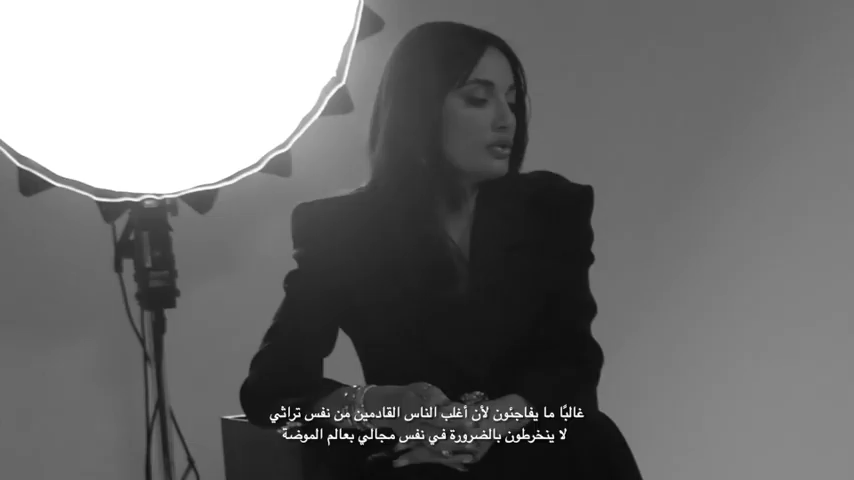 غالبًا ما يفاجئون لأن أغلب الناس القادمين من نفس تراثي
لا ينخرطون بالضرورة في نفس مجالي بعالم الموضة